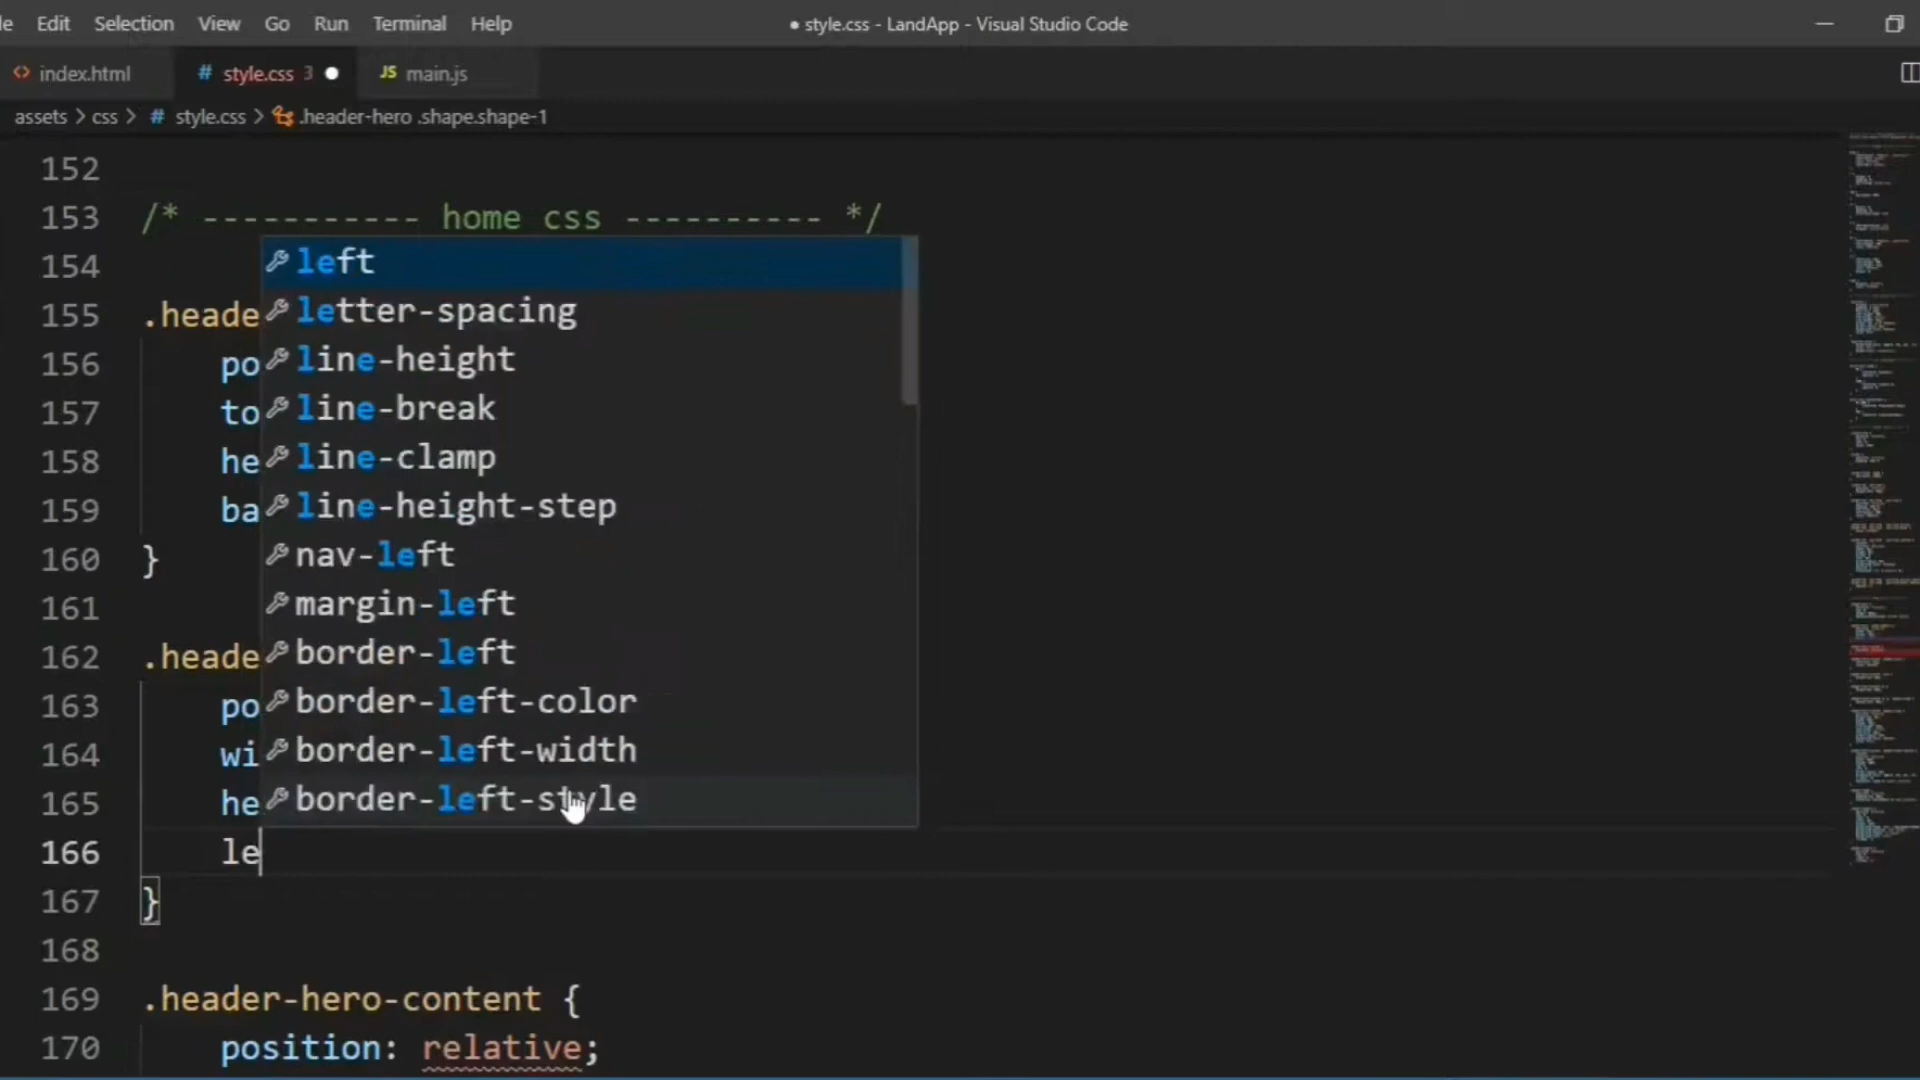 le Edit Selection View Go Run Terminal Help ● style.css - LandApp - Visual Studio Code
<> index.html # style.css 3 ● JS main.js
assets > css > # style.css > .header-hero .shape.shape-1
152
153 /* ----------- home css ---------- */
154 left
letter-spacing
155 .heade
156 po line-height
157 to line-break
158 he line-clamp
159 ba line-height-step
160 } nav-left
161 margin-left
162 .heade border-left
163 po border-left-color
164 wi border-left-width
165 he border-left-style
166 le
167 }
168
169 .header-hero-content {
170 position: relative;